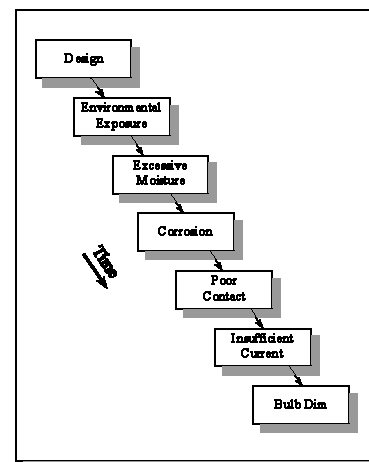 Design
Environmental
Exposure
Excessive
Moisture
Corrosion
Time
Poor
Contact
Insufficient
Current
Bulb Dim